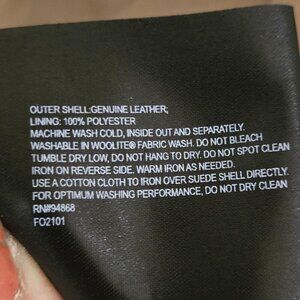 OUTER SHELL:GENUINE LEATHER;
LINING: 100% POLYESTER
MACHINE WASH COLD, INSIDE OUT AND SEPARATELY.
WASHABLE IN WOOLITE® FABRIC WASH. DO NOT BLEACH
TUMBLE DRY LOW, DO NOT HANG TO DRY. DO NOT SPOT CLEAN
IRON ON REVERSE SIDE. WARM IRON AS NEEDED.
USE A COTTON CLOTH TO IRON OVER SUEDE SHELL DIRECTLY.
FOR OPTIMUM WASHING PERFORMANCE, DO NOT DRY CLEAN
RN#94868
FO2101